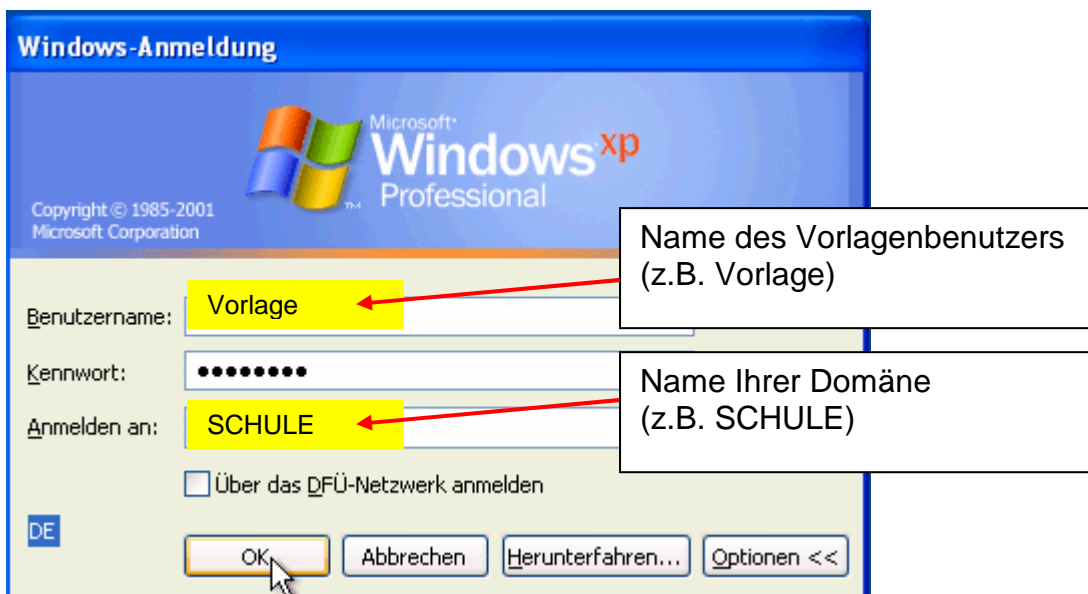 Windows-Anmeldung
Microsoft®
Windows xp
TM
Professional
Copyright © 1985-2001
Microsoft Corporation
Name des Vorlagenbenutzers
(z.B. Vorlage)
Benutzername:
Vorlage
Kennwort:
••••••••
Name Ihrer Domäne
(z.B. SCHULE)
Anmelden an:
SCHULE
Über das DFÜ-Netzwerk anmelden
DE
OK
Abbrechen
Herunterfahren...
Optionen <<